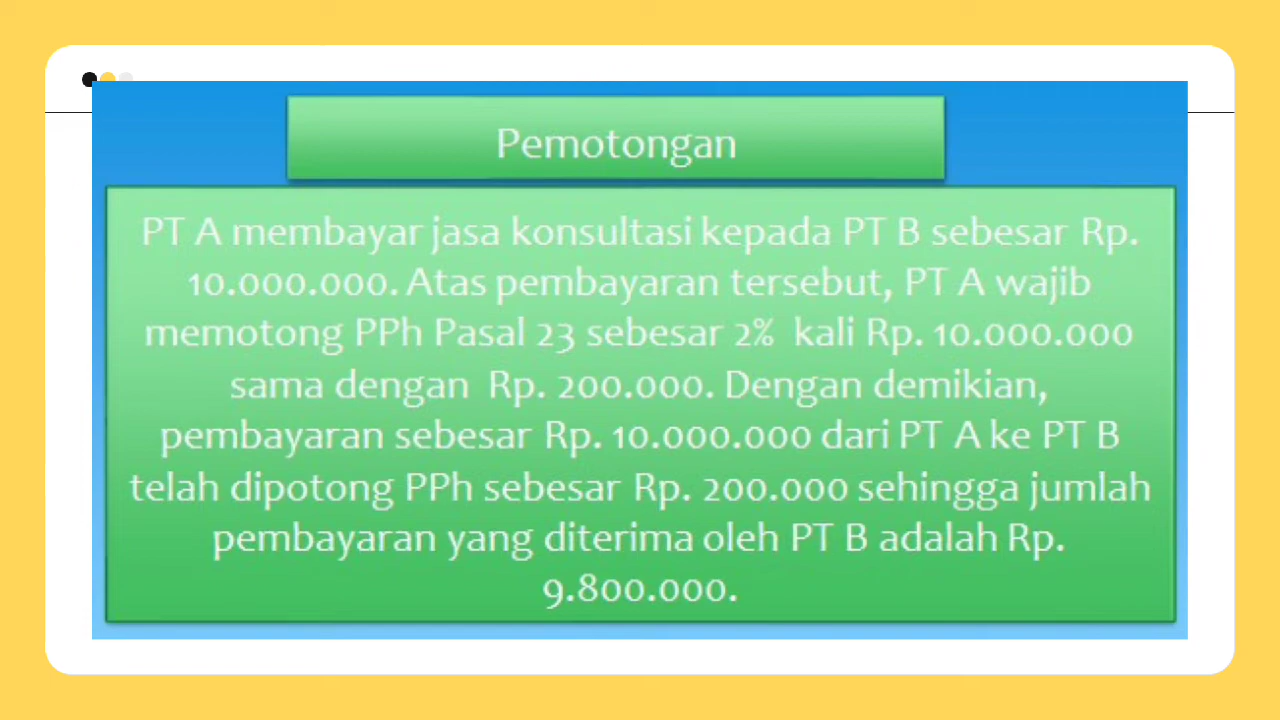 Pemotongan
PT A membayar jasa konsultasi kepada PT B sebesar Rp.
10.000.000. Atas pembayaran tersebut, PT A wajib
memotong PPh Pasal 23 sebesar 2% kali Rp. 10.000.000
sama dengan Rp. 200.000. Dengan demikian,
pembayaran sebesar Rp. 10.000.000 dari PT A ke PT B
telah dipotong PPh sebesar Rp. 200.000 sehingga jumlah
pembayaran yang diterima oleh PT B adalah Rp.
9.800.000.